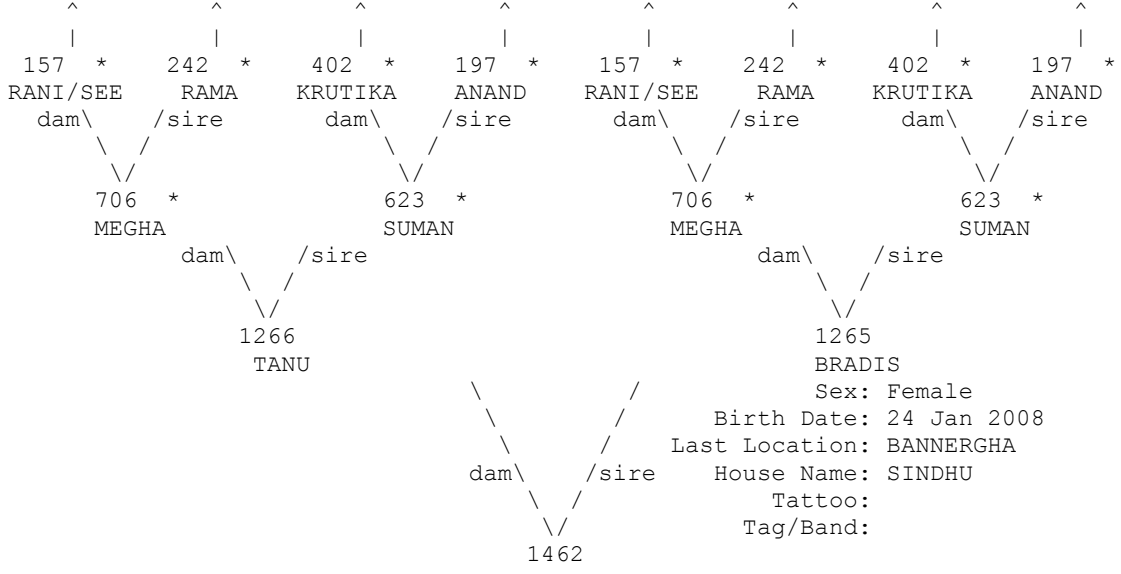 ^ ^ ^ ^ ^ ^ ^ ^
| | | | | | | |
157 * 242 * 402 * 197 * 157 * 242 * 402 * 197 *
RANI/SEE RAMA KRUTIKA ANAND RANI/SEE RAMA KRUTIKA ANAND
dam\ /sire dam\ /sire dam\ /sire dam\ /sire
\ / \ / \ / \ /
\/ \/ \/ \/
706 * 623 * 706 * 623 *
MEGHA SUMAN MEGHA SUMAN
dam\ /sire dam\ /sire
\ / \ /
\/ \/
1266 1265
TANU BRADIS
\ / Sex: Female
\ / Birth Date: 24 Jan 2008
\ / Last Location: BANNERGHA
dam\ /sire House Name: SINDHU
\ / Tattoo:
\/ Tag/Band:
1462